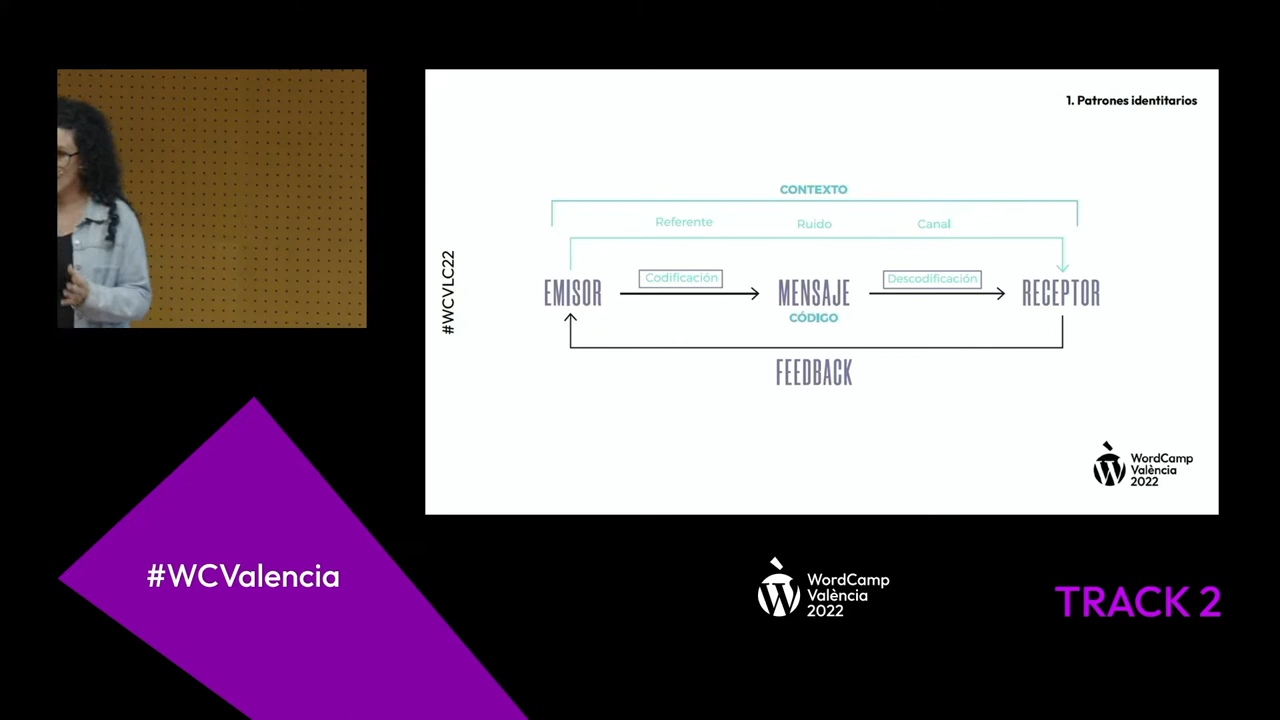 1. Patrones identitarios
CONTEXTO
Referente
Ruido
Canal
Codificación
Descodificación
EMISOR
MENSAJE
RECEPTOR
CÓDIGO
FEEDBACK
#WCVLC22
WordCamp
València
2022
#WCValencia
WordCamp
València
2022
TRACK 2